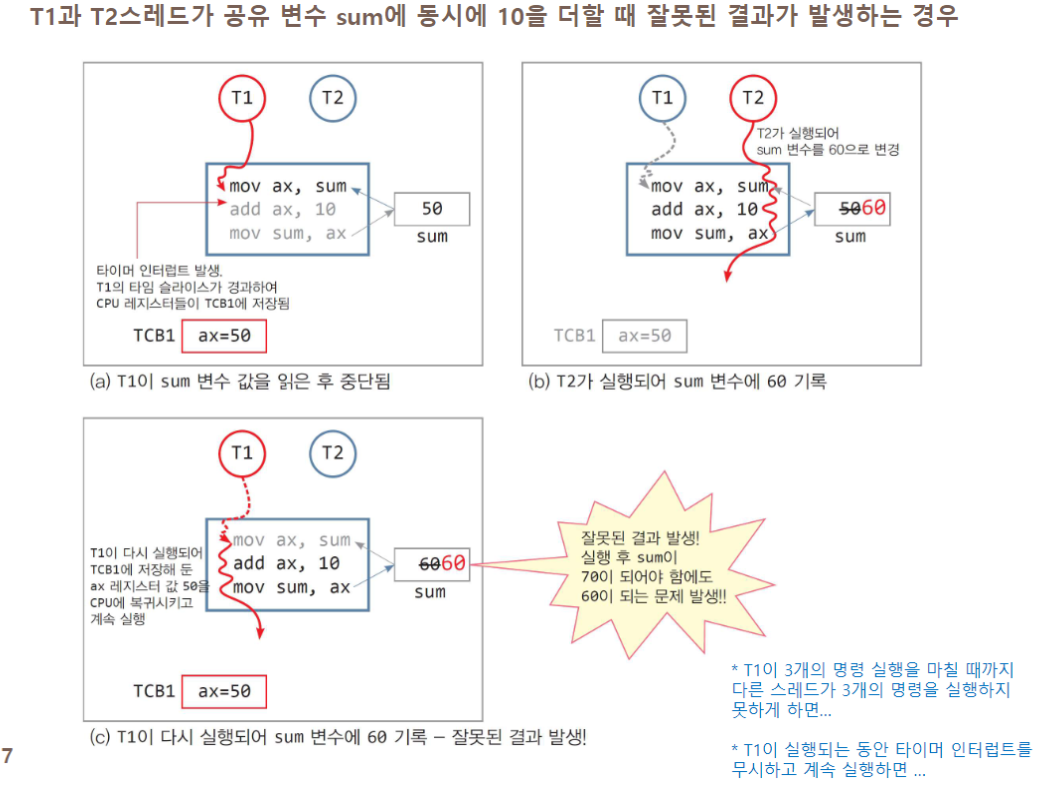 T1과 T2스레드가 공유 변수 sum에 동시에 10을 더할 때 잘못된 결과가 발생하는 경우
T1
T2
mov ax, sum
add ax, 10
mov sum, ax
50
sum
타이머 인터럽트 발생.
T1의 타임 슬라이스가 경과하여
CPU 레지스터들이 TCB1에 저장됨
TCB1
ax=50
(a) T1이 sum 변수 값을 읽은 후 중단됨
T1
T2
T2가 실행되어
sum 변수를 60으로 변경
mov ax, sum
add ax, 10
mov sum, ax
5060
sum
TCB1
ax=50
(b) T2가 실행되어 sum 변수에 60 기록
T1
T2
mov ax, sum
add ax, 10
mov sum, ax
6060
sum
T1이 다시 실행되어
TCB1에 저장해 둔
ax 레지스터 값 50을
CPU에 복귀시키고
계속 실행
TCB1
ax=50
(c) T1이 다시 실행되어 sum 변수에 60 기록 – 잘못된 결과 발생!
잘못된 결과 발생!
실행 후 sum이
70이 되어야 함에도
60이 되는 문제 발생!!
* T1이 3개의 명령 실행을 마칠 때까지
다른 스레드가 3개의 명령을 실행하지
못하게 하면...
* T1이 실행되는 동안 타이머 인터럽트를
무시하고 계속 실행하면 ...
7